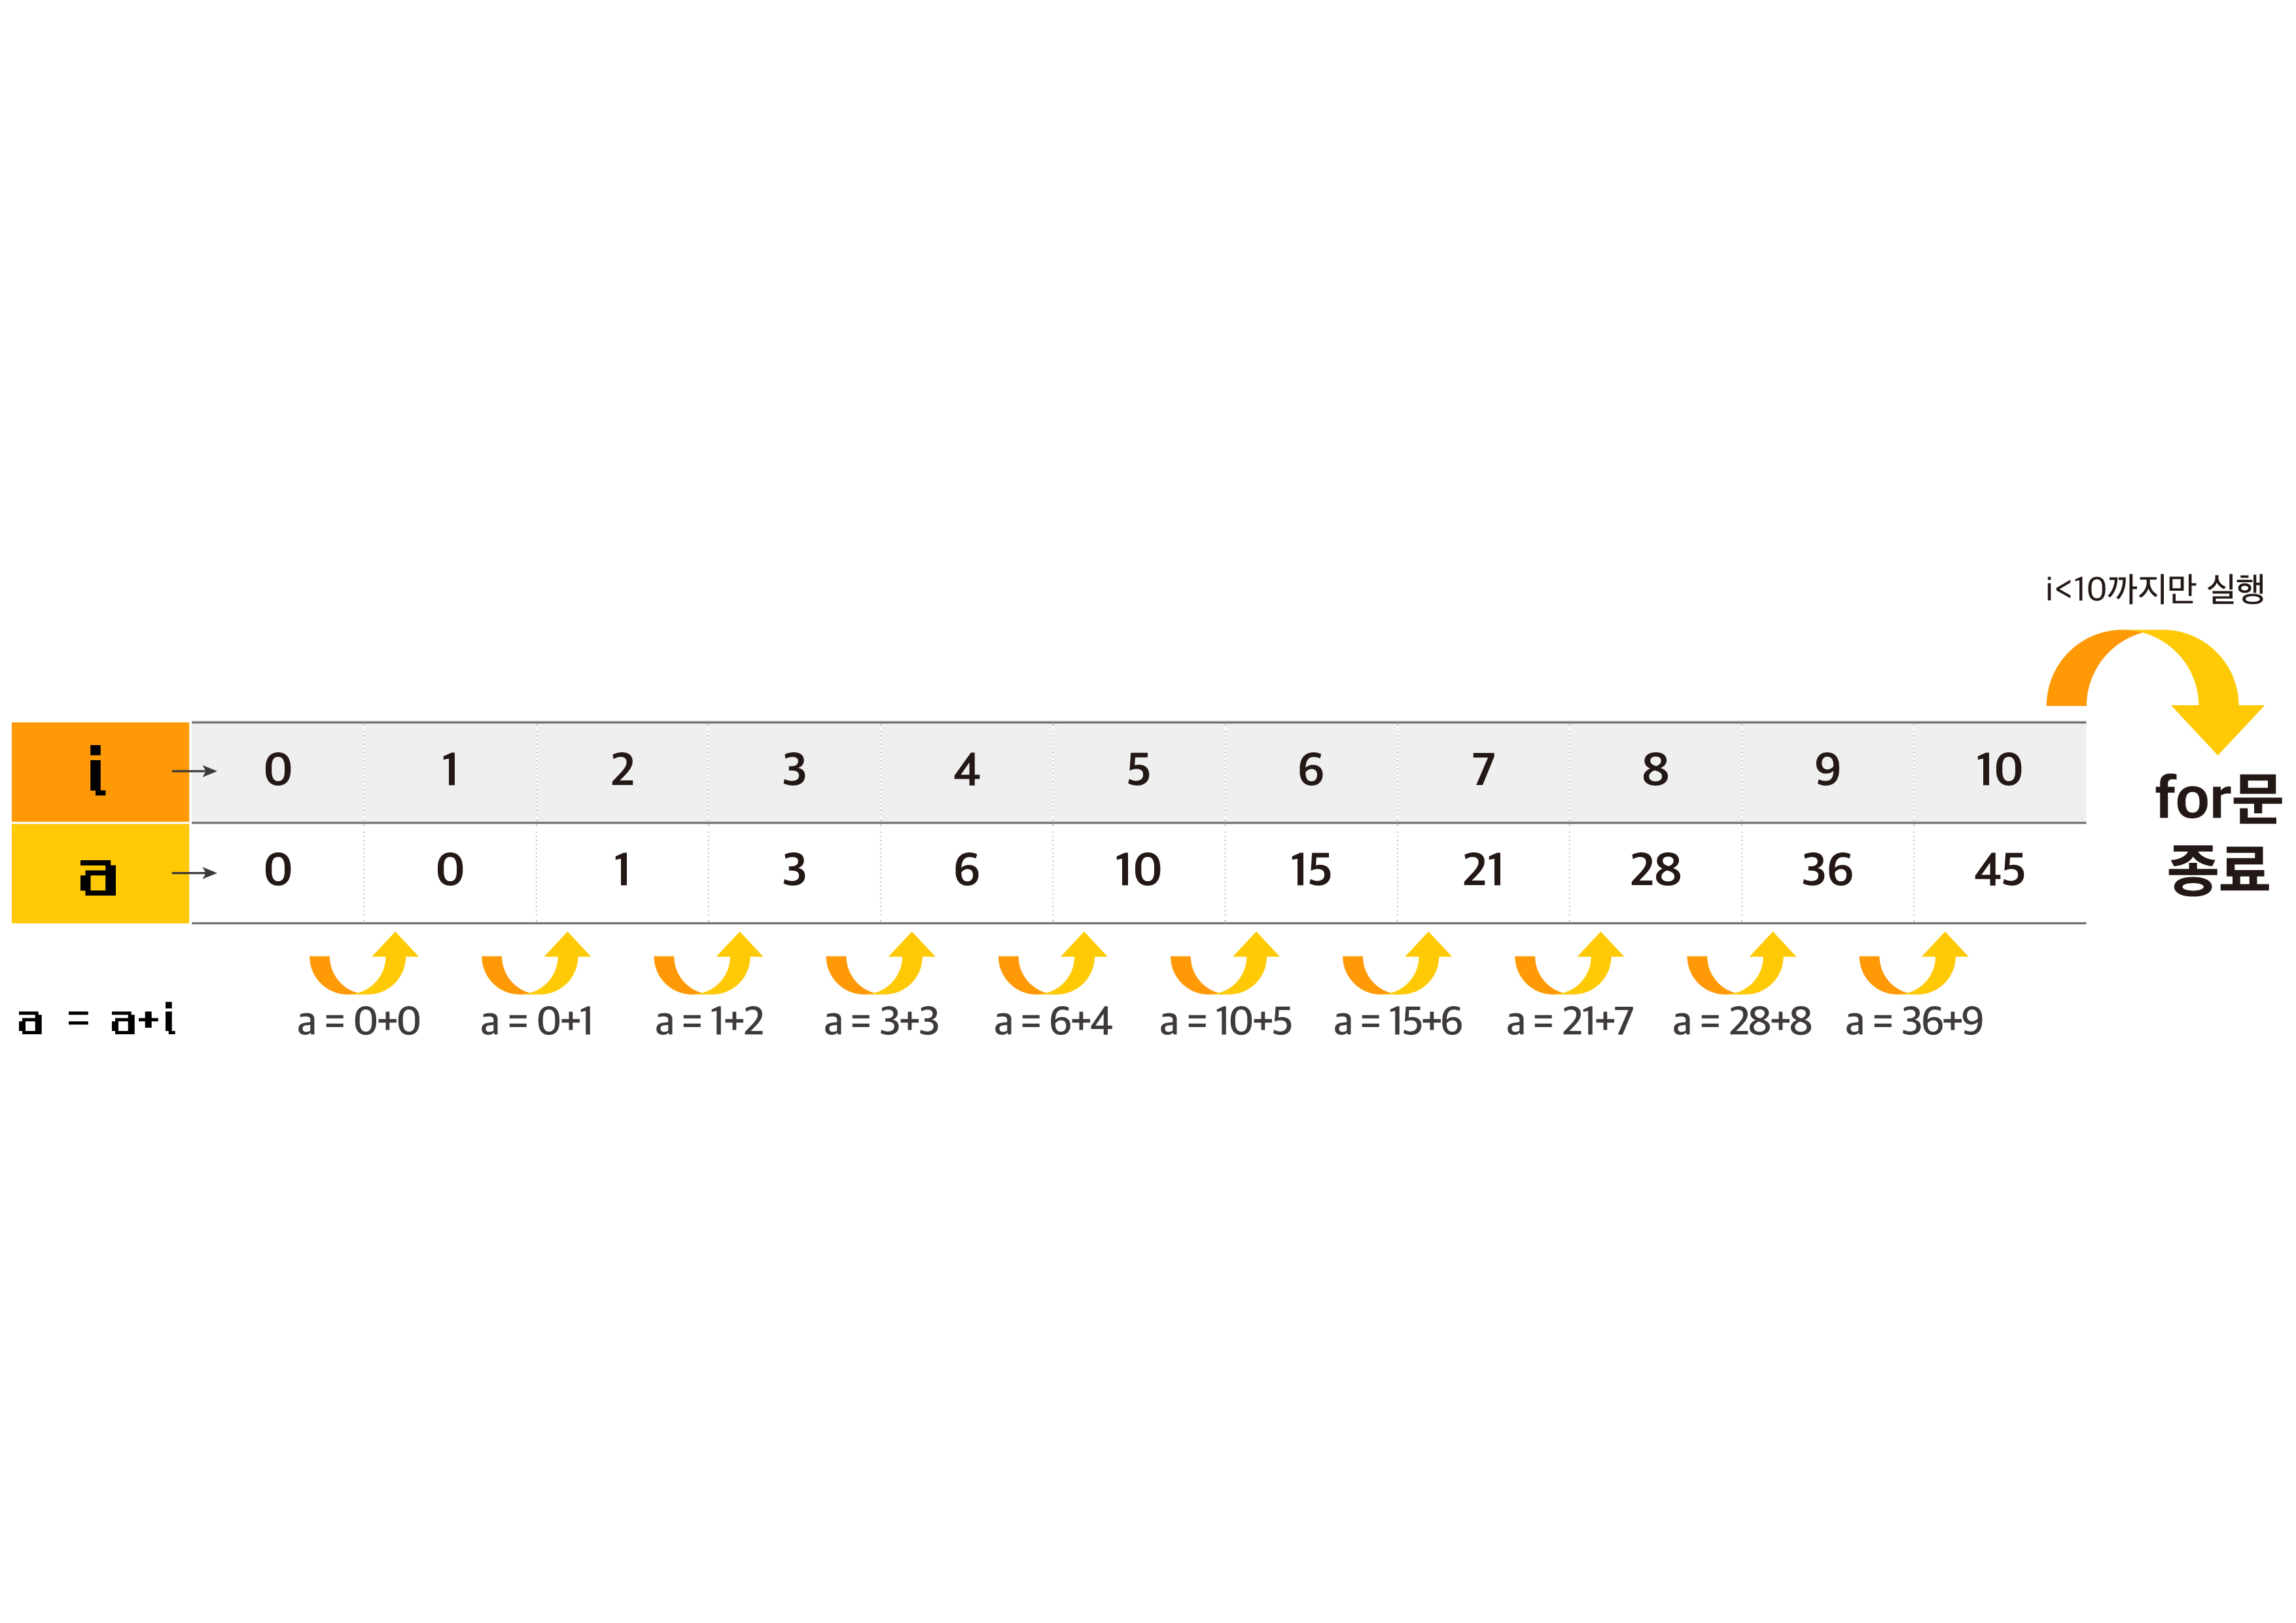 i<10까지만 실행
i 0 1 2 3 4 5 6 7 8 9 10
for문
종료
a 0 0 1 3 6 10 15 21 28 36 45
a = a+i a = 0+0 a = 0+1 a = 1+2 a = 3+3 a = 6+4 a = 10+5 a = 15+6 a = 21+7 a = 28+8 a = 36+9